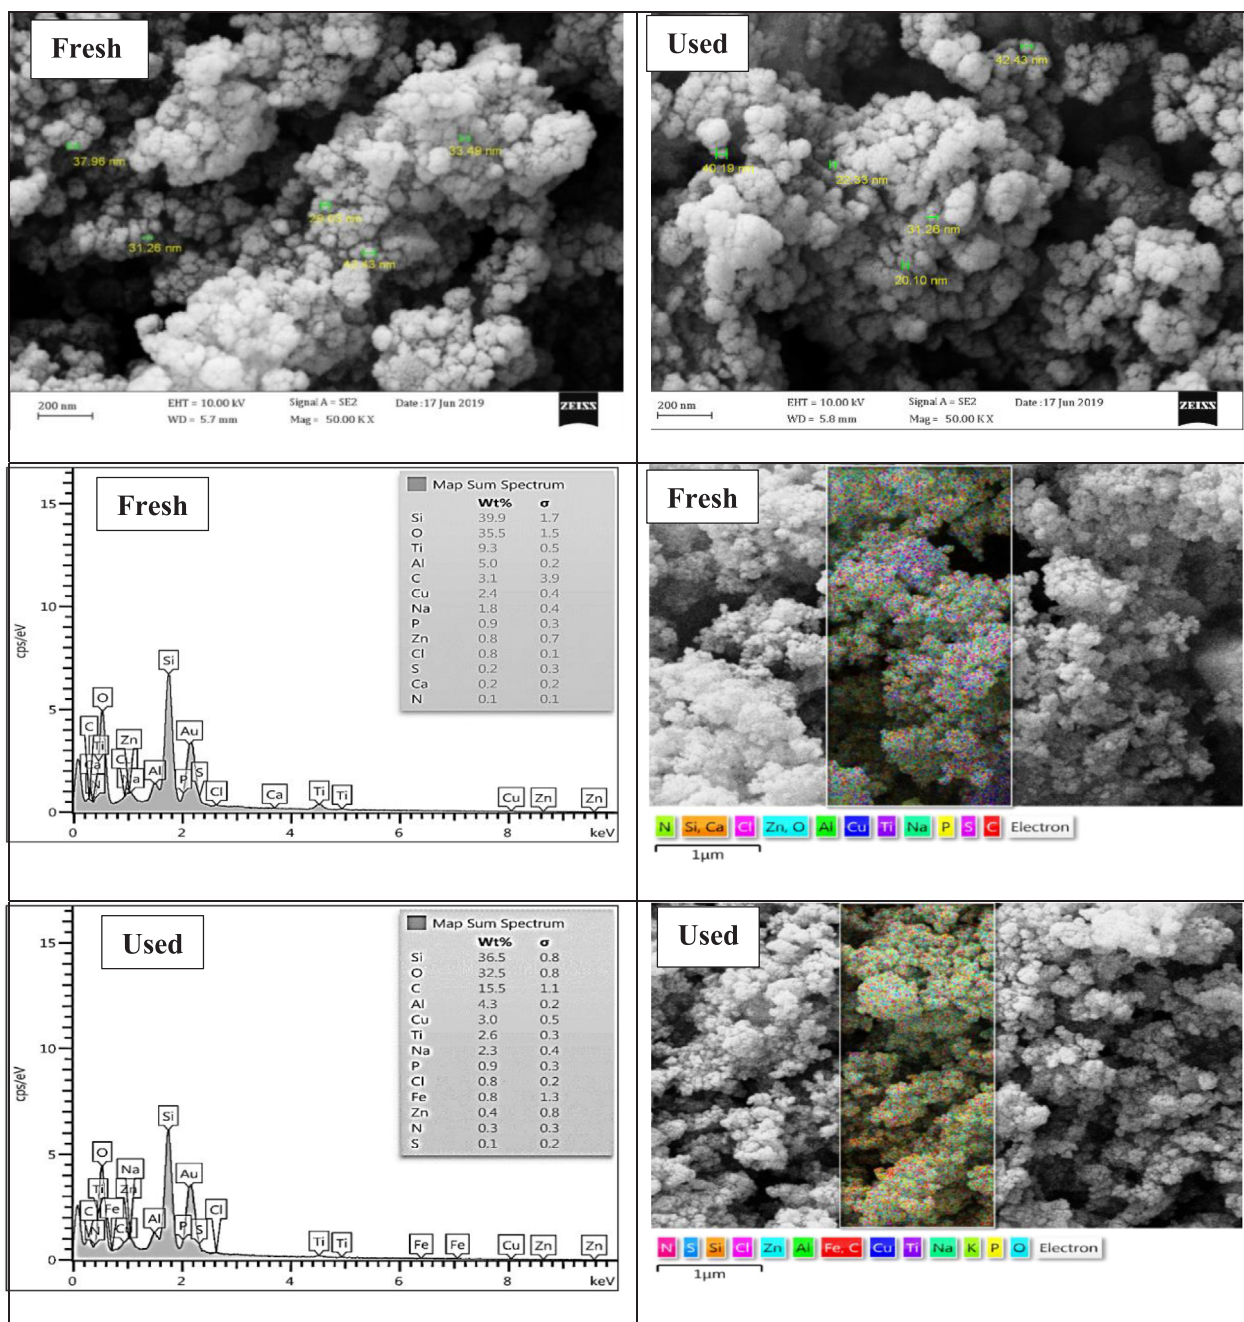 Fresh
37.96 nm
33.49 nm
31.26 nm
200 nm
EHT = 10.00 kV
Signal A = SE2
Date :17 Jun 2019
WD = 5.7 mm
Mag = 50.00 K X
ZEISS
Used
42.43 nm
40.19 nm
22.33 nm
31.26 nm
20.10 nm
200 nm
EHT = 10.00 kV
Signal A = SE2
Date :17 Jun 2019
WD = 5.8 mm
Mag = 50.00 K X
ZEISS
Fresh
Map Sum Spectrum
Wt% σ
Si 39.9 1.7
O 35.5 1.5
Ti 9.3 0.5
Al 5.0 0.2
C 3.1 3.9
Cu 2.4 0.4
Na 1.8 0.4
P 0.9 0.3
Zn 0.8 0.7
Cl 0.8 0.1
S 0.2 0.3
Ca 0.2 0.2
N 0.1 0.1
15
10
5
0
cps/eV
Si
O
C
Ti
Zn
Au
Al
P
S
Cl
Ca
Ti
Ti
Cu
Zn
Zn
0 2 4 6 8 keV
Fresh
N Si, Ca Cl Zn, O Al Cu Ti Na P S C Electron
1μm
Used
Map Sum Spectrum
Wt% σ
Si 36.5 0.8
O 32.5 0.8
C 15.5 1.1
Al 4.3 0.2
Cu 3.0 0.5
Ti 2.6 0.3
Na 2.3 0.4
P 0.9 0.3
Cl 0.8 0.2
Fe 0.8 1.3
Zn 0.4 0.8
N 0.3 0.3
S 0.1 0.2
15
10
5
0
cps/eV
Si
O
Na
Zn
Ti
Au
C
Fe
N
Al
P
S
Cl
Ti
Ti
Fe
Fe
Cu
Zn
Zn
0 2 4 6 8 keV
Used
N S Si Cl Zn Al Fe, C Cu Ti Na K P O Electron
1μm